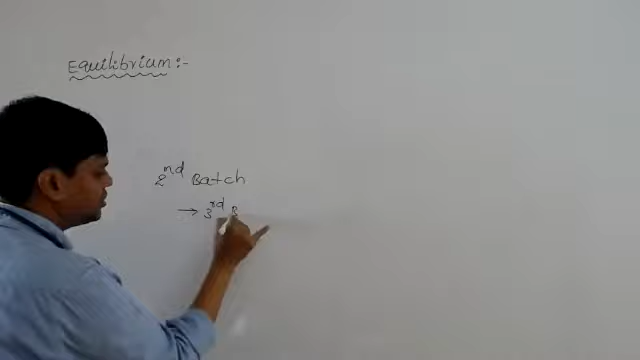 Equilibrium:-
2nd Batch
→ 3rd B